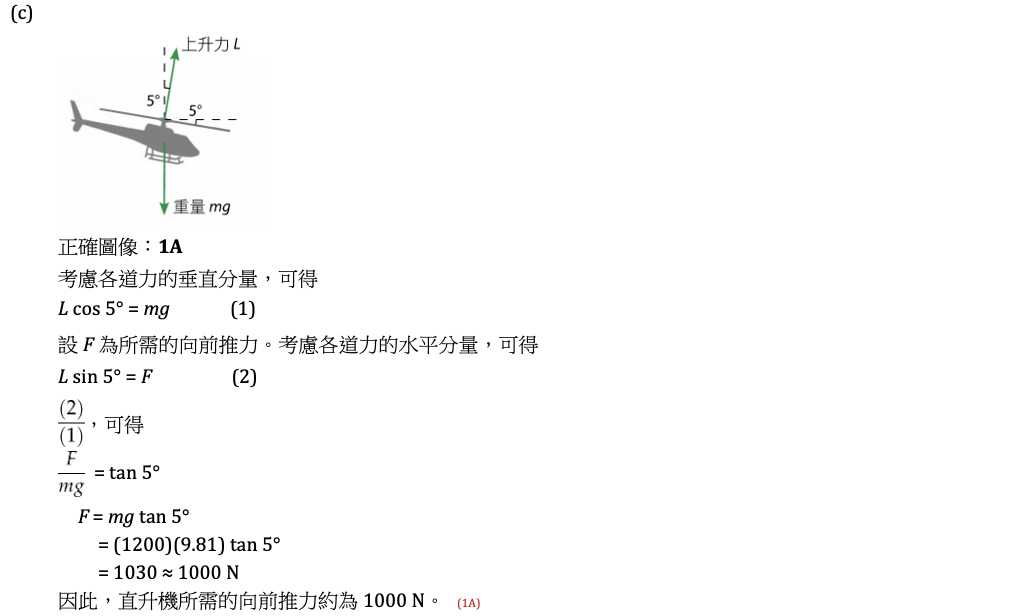 (c)
上升力 L
5°
5°
重量 mg
正確圖像：1A
考慮各道力的垂直分量，可得
L cos 5° = mg (1)
設 F 為所需的向前推力。考慮各道力的水平分量，可得
L sin 5° = F (2)
(2)/(1)，可得
F/mg = tan 5°
F = mg tan 5°
= (1200)(9.81) tan 5°
= 1030 ≈ 1000 N
因此，直升機所需的向前推力約為 1000 N。 (1A)